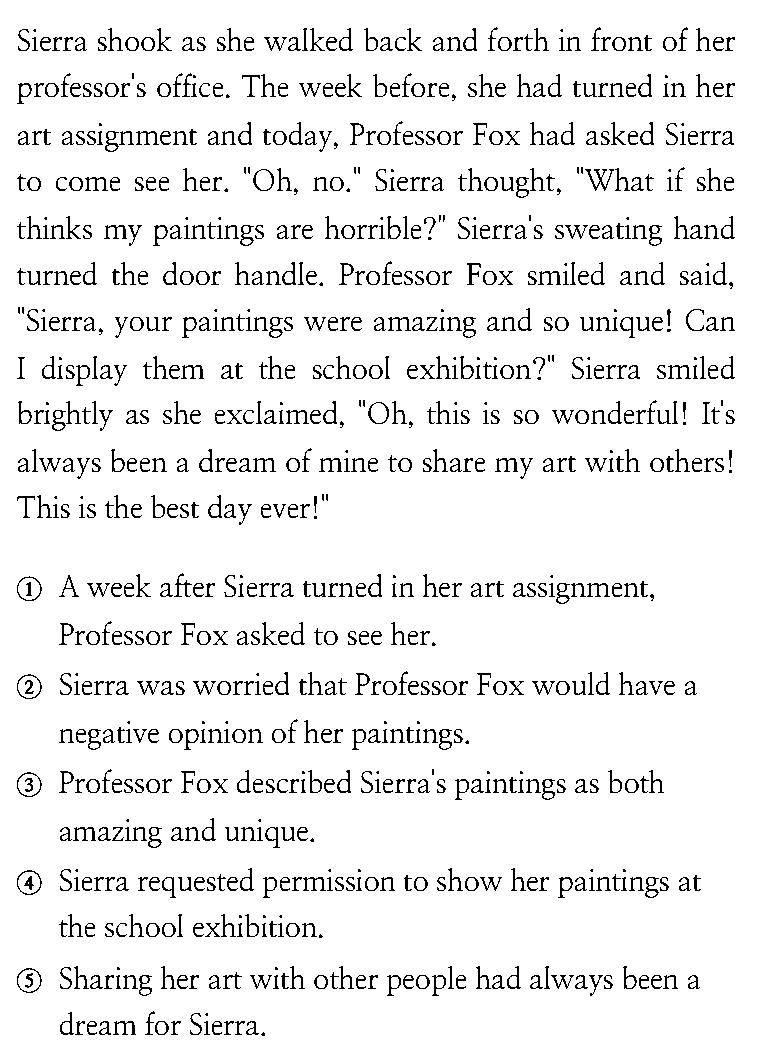 Sierra shook as she walked back and forth in front of her
professor's office. The week before, she had turned in her
art assignment and today, Professor Fox had asked Sierra
to come see her. "Oh, no." Sierra thought, "What if she
thinks my paintings are horrible?" Sierra's sweating hand
turned the door handle. Professor Fox smiled and said,
"Sierra, your paintings were amazing and so unique! Can
I display them at the school exhibition?" Sierra smiled
brightly as she exclaimed, "Oh, this is so wonderful! It's
always been a dream of mine to share my art with others!
This is the best day ever!"
① A week after Sierra turned in her art assignment,
Professor Fox asked to see her.
② Sierra was worried that Professor Fox would have a
negative opinion of her paintings.
③ Professor Fox described Sierra's paintings as both
amazing and unique.
④ Sierra requested permission to show her paintings at
the school exhibition.
⑤ Sharing her art with other people had always been a
dream for Sierra.